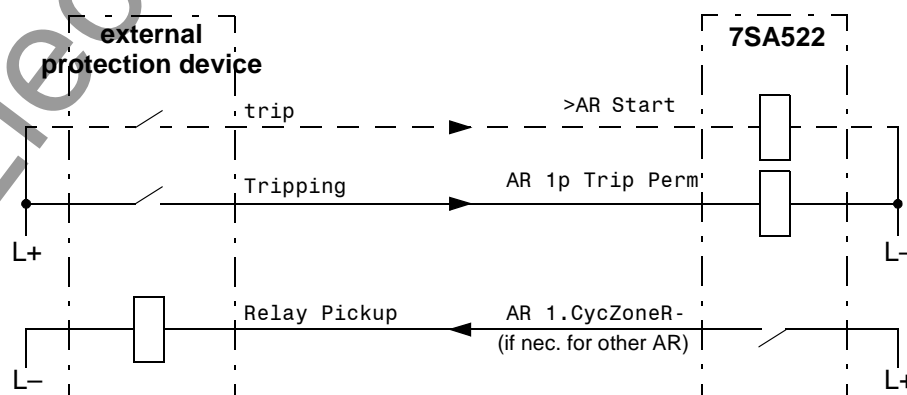 external
protection device
7SA522
trip
>AR Start
Tripping
AR 1p Trip Perm
L+
L–
Relay Pickup
AR 1.CycZoneR-
(if nec. for other AR)
L–
L+